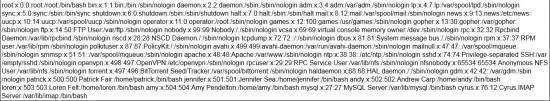 root:x:0:0:root:/root:/bin/bash bin:x:1:1:bin:/bin:/sbin/nologin daemon:x:2:2:daemon:/sbin:/sbin/nologin adm:x:3:4:adm:/var/adm:/sbin/nologin lp:x:4:7:lp:/var/spool/lpd:/sbin/nologin
sync:x:5:0:sync:/sbin:/bin/sync shutdown:x:6:0:shutdown:/sbin:/sbin/shutdown halt:x:7:0:halt:/sbin:/sbin/halt mail:x:8:12:mail:/var/spool/mail:/sbin/nologin news:x:9:13:news:/etc/news:
uucp:x:10:14:uucp:/var/spool/uucp:/sbin/nologin operator:x:11:0:operator:/root:/sbin/nologin games:x:12:100:games:/usr/games:/sbin/nologin gopher:x:13:30:gopher:/var/gopher:
/sbin/nologin ftp:x:14:50:FTP User:/var/ftp:/sbin/nologin nobody:x:99:99:Nobody:/:/sbin/nologin vcsa:x:69:69:virtual console memory owner:/dev:/sbin/nologin rpc:x:32:32:Rpcbind
Daemon:/var/lib/rpcbind:/sbin/nologin nscd:x:28:28:NSCD Daemon:/:/sbin/nologin tcpdump:x:72:72::/:/sbin/nologin dbus:x:81:81:System message bus:/:/sbin/nologin rpm:x:37:37:RPM
user:/var/lib/rpm:/sbin/nologin polkituser:x:87:87:PolicyKit:/:/sbin/nologin avahi:x:499:499:avahi-daemon:/var/run/avahi-daemon:/sbin/nologin mailnull:x:47:47::/var/spool/mqueue:
/sbin/nologin smmsp:x:51:51::/var/spool/mqueue:/sbin/nologin apache:x:48:48:Apache:/var/www:/sbin/nologin ntp:x:38:38::/etc/ntp:/sbin/nologin sshd:x:74:74:Privilege-separated SSH:/var
/empty/sshd:/sbin/nologin openvpn:x:498:497:OpenVPN:/etc/openvpn:/sbin/nologin rpcuser:x:29:29:RPC Service User:/var/lib/nfs:/sbin/nologin nfsnobody:x:65534:65534:Anonymous NFS
User:/var/lib/nfs:/sbin/nologin torrent:x:497:496:BitTorrent Seed/Tracker:/var/spool/bittorrent:/sbin/nologin haldaemon:x:68:68:HAL daemon:/:/sbin/nologin gdm:x:42:42::/var/gdm:/sbin
/nologin patrick:x:500:500:Patrick Fair:/home/patrick:/bin/bash jennifer:x:501:501:Jennifer Sea:/home/jennifer:/bin/bash andy:x:502:502:Andrew Carp:/home/andy:/bin/bash
loren:x:503:503:Loren Felt:/home/loren:/bin/bash amy:x:504:504:Amy Pendelton:/home/amy:/bin/bash mysql:x:27:27:MySQL Server:/var/lib/mysql:/bin/bash cyrus:x:76:12:Cyrus IMAP
Server:/var/lib/imap:/bin/bash